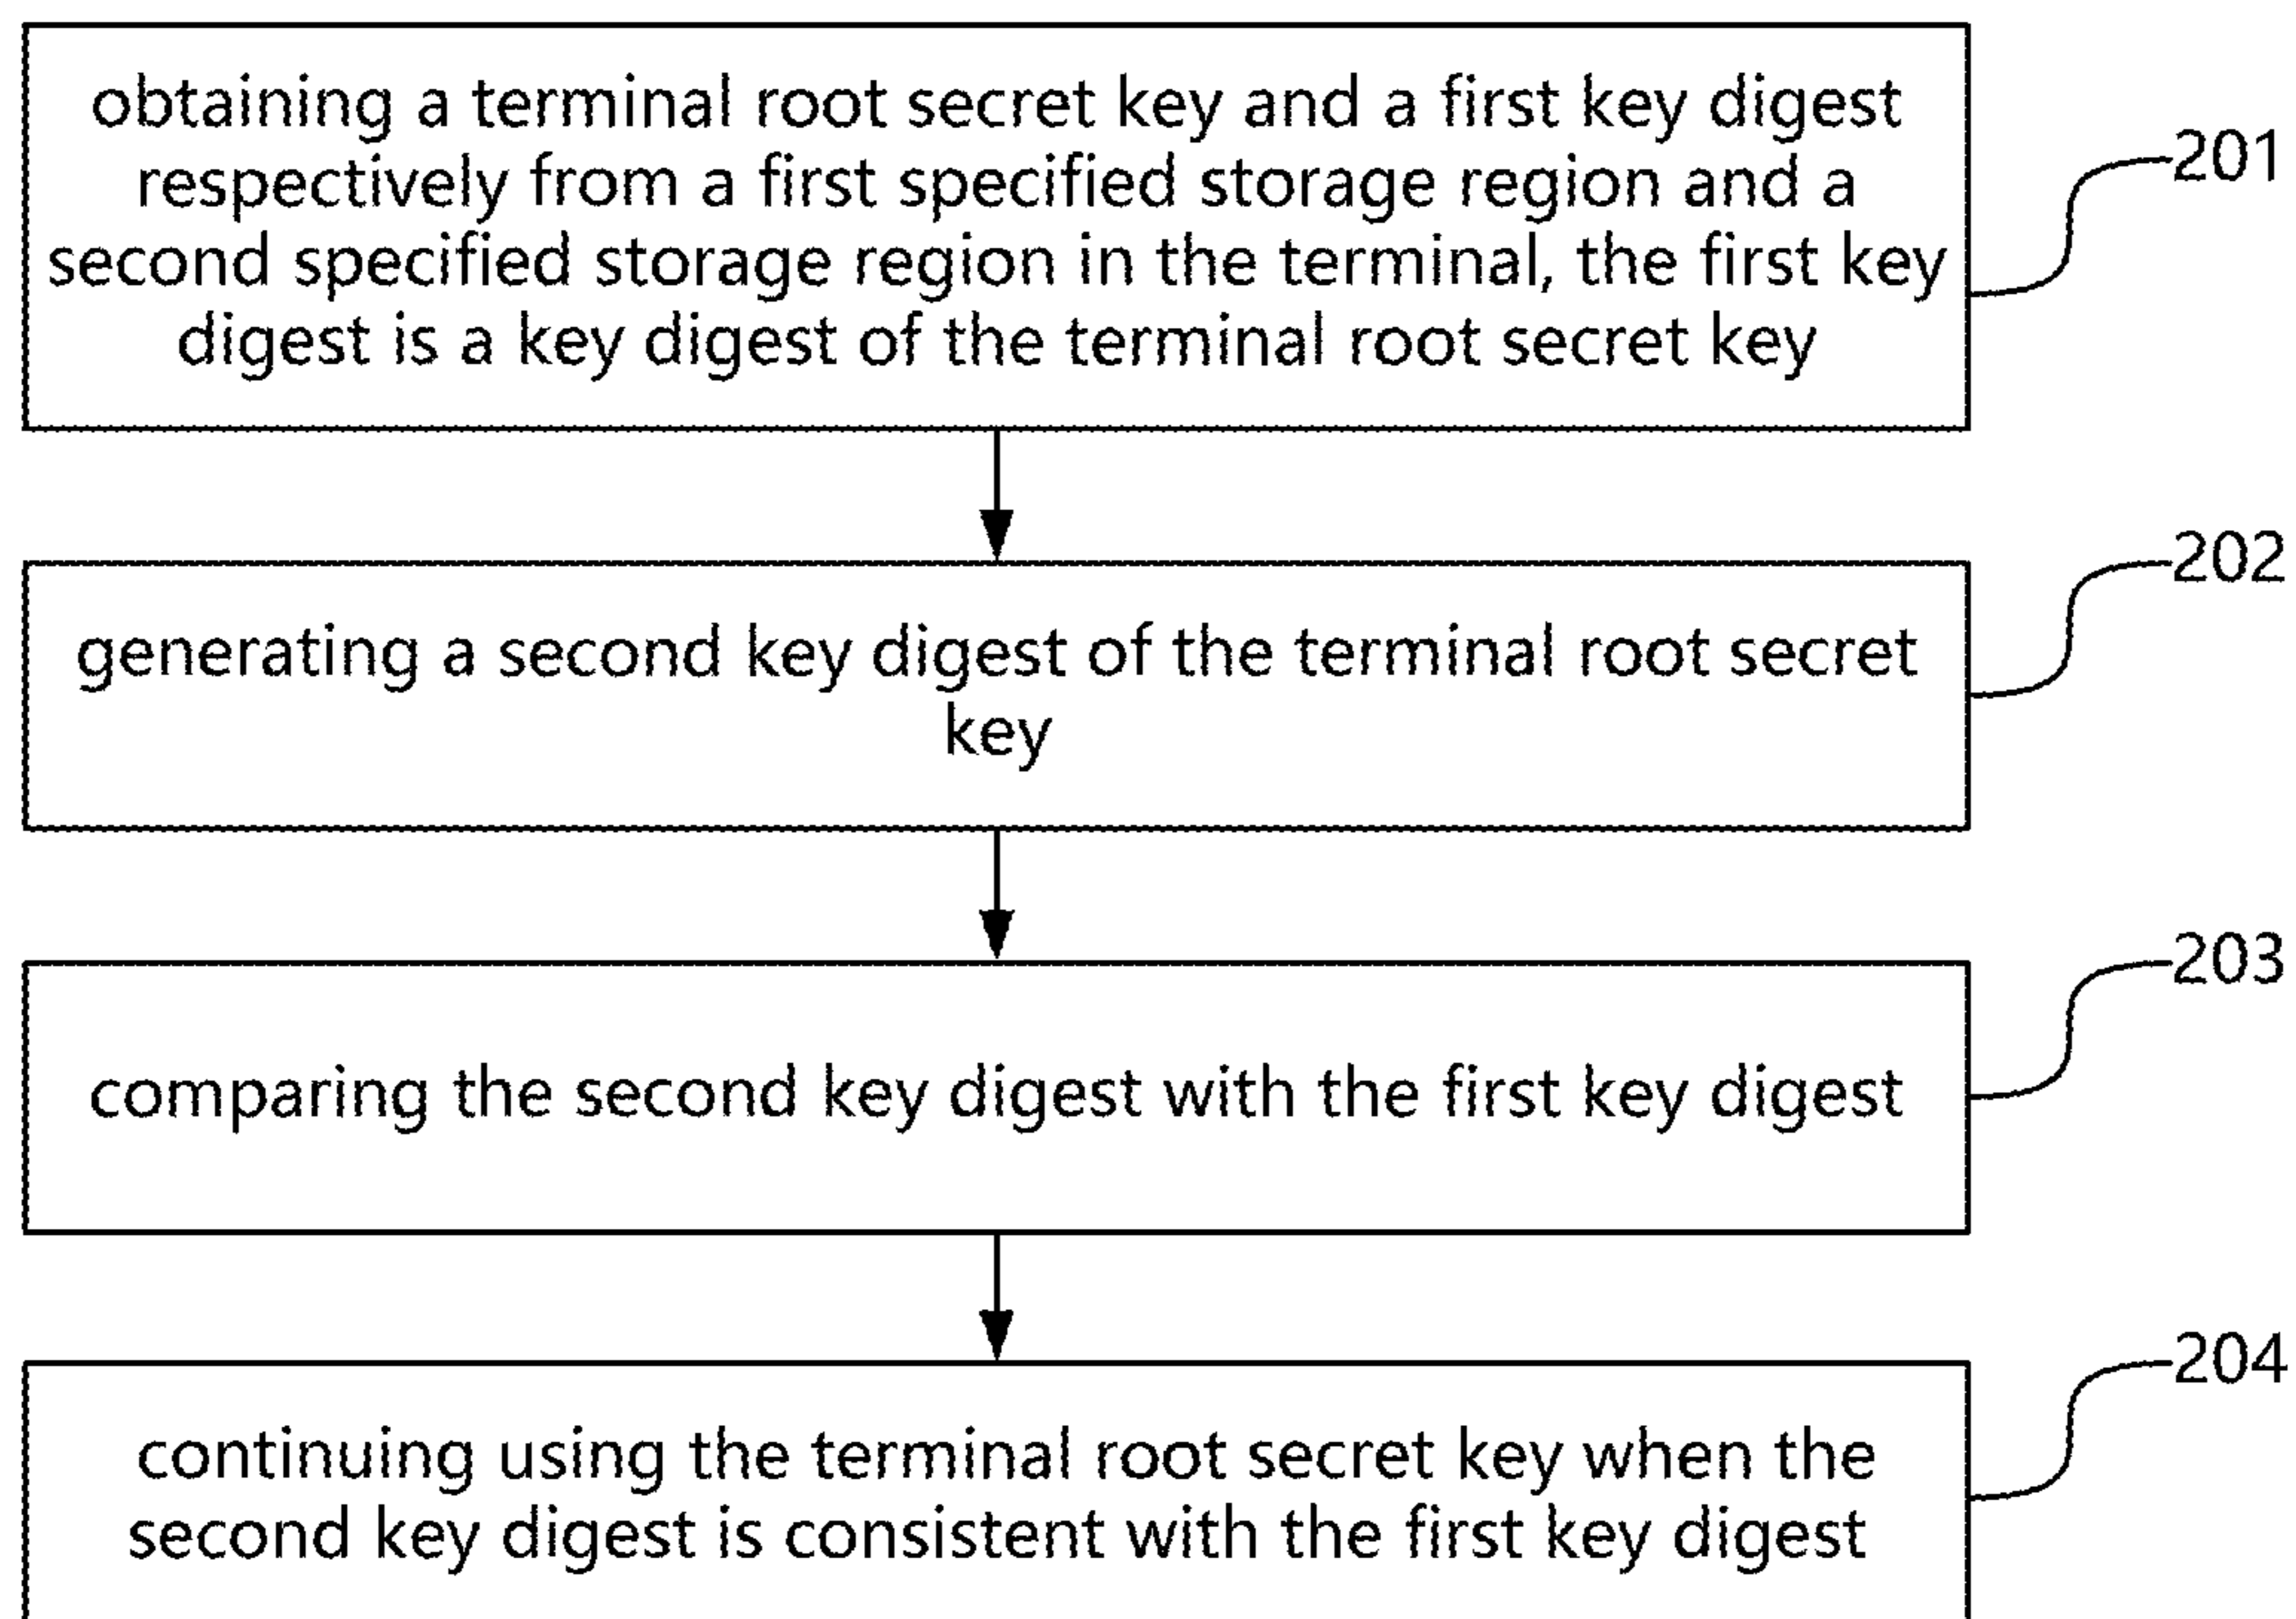 obtaining a terminal root secret key and a first key digest
respectively from a first specified storage region and a
second specified storage region in the terminal, the first key
digest is a key digest of the terminal root secret key
201
generating a second key digest of the terminal root secret
key
202
comparing the second key digest with the first key digest
203
continuing using the terminal root secret key when the
second key digest is consistent with the first key digest
204